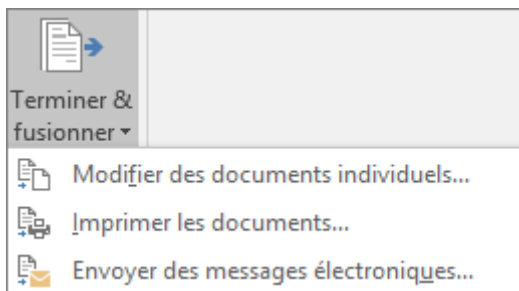 Terminer &
fusionner
Modifier des documents individuels...
Imprimer les documents...
Envoyer des messages électroniques...